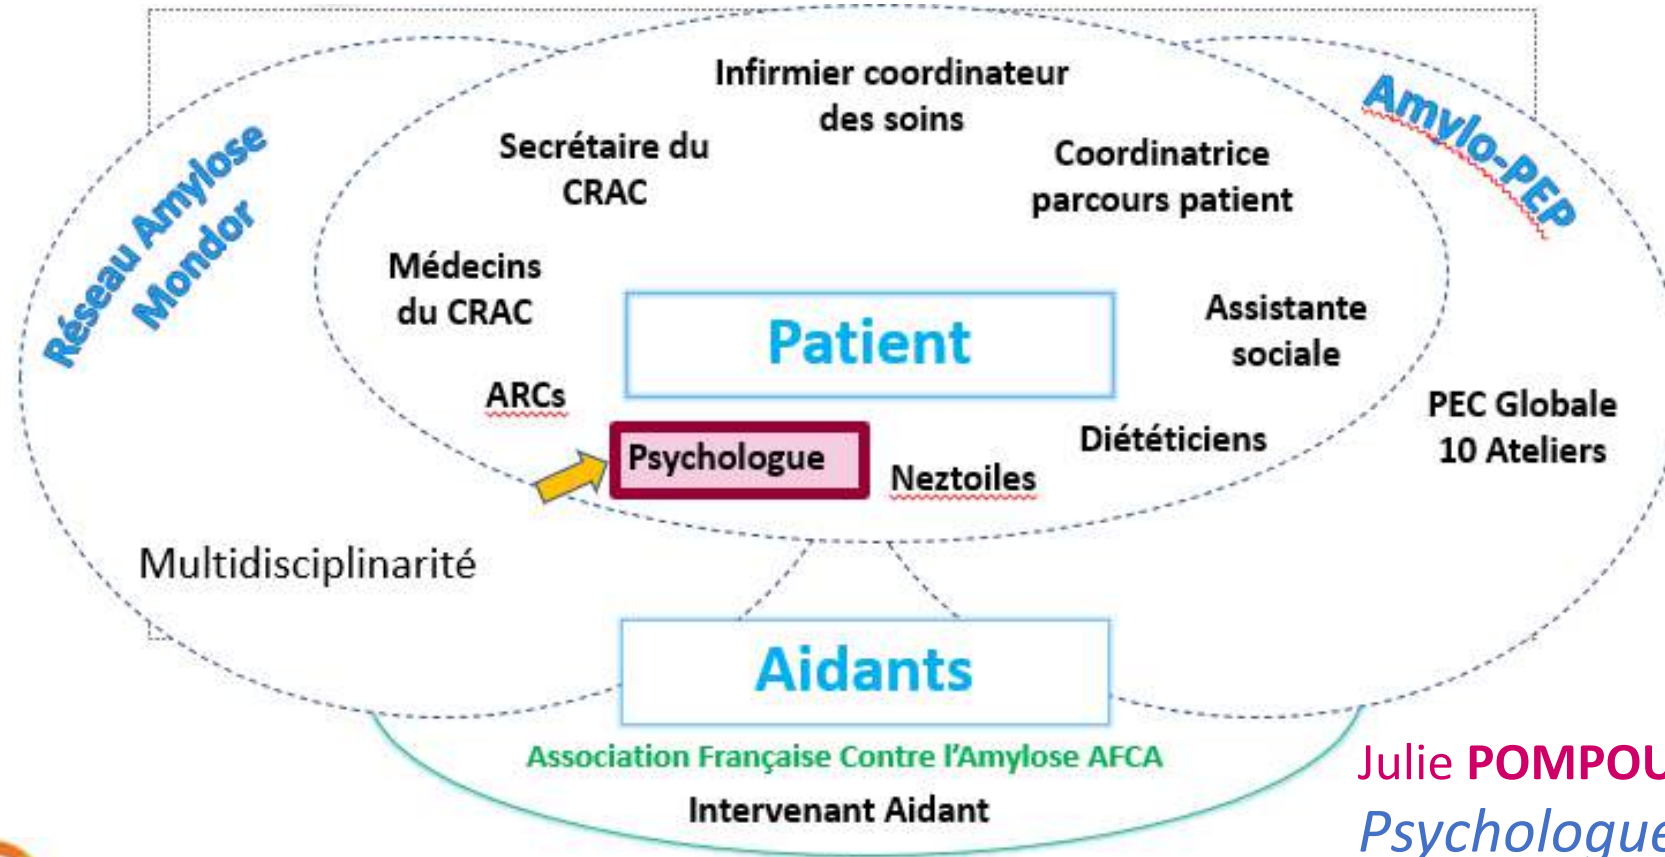 Infirmier coordinateur
des soins
Secrétaire du
CRAC
Coordinatrice
parcours patient
Réseau Amylose
Mondor
Amylo-PEP
Médecins
du CRAC
Patient
Assistante
sociale
ARCs
PEC Globale
10 Ateliers
Psychologue
Neztoiles
Diététiciens
Multidisciplinarité
Aidants
Association Française Contre l'Amylose AFCA
Intervenant Aidant
Julie
Psychologue